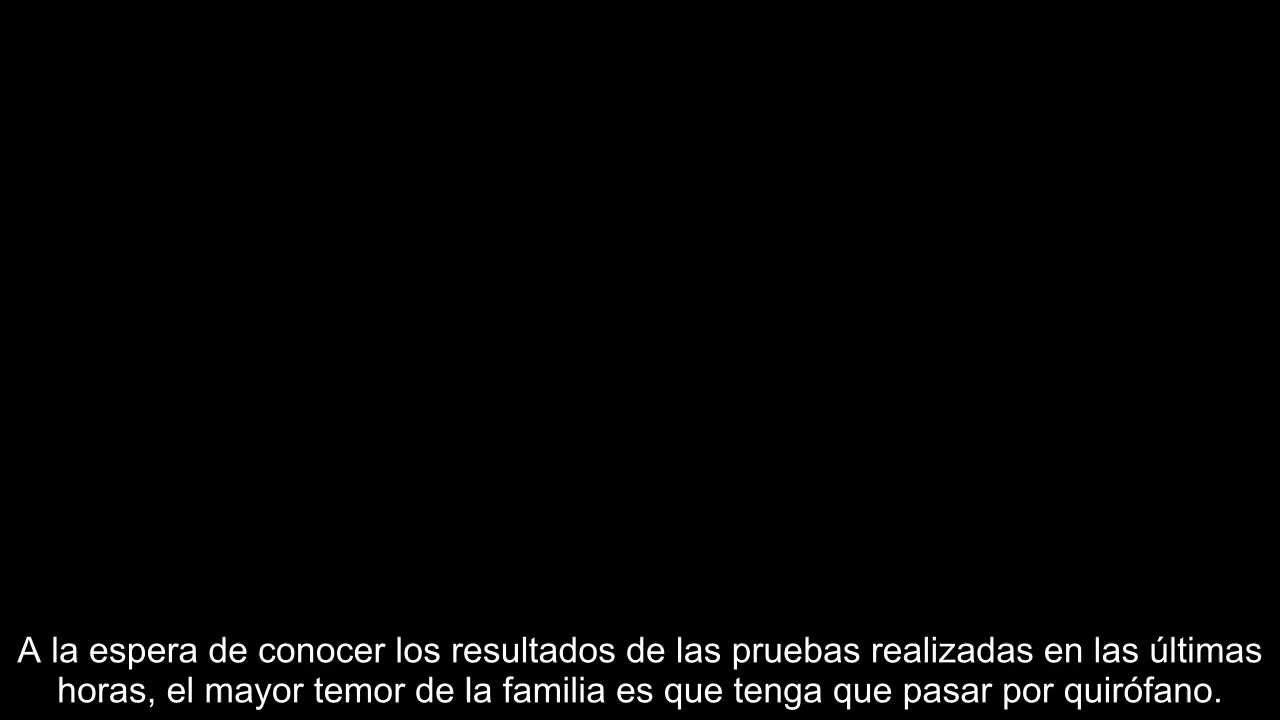 A la espera de conocer los resultados de las pruebas realizadas en las últimas
horas, el mayor temor de la familia es que tenga que pasar por quirófano.